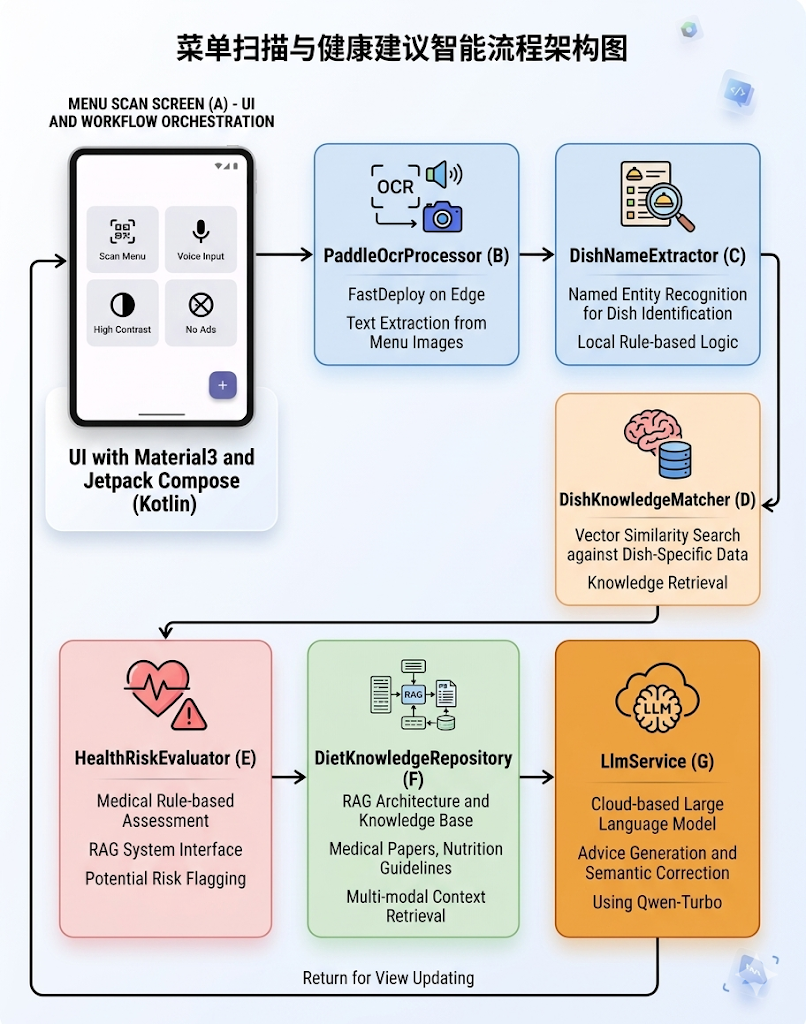 菜单扫描与健康建议智能流程架构图
MENU SCAN SCREEN (A) - UI
AND WORKFLOW ORCHESTRATION
Scan Menu
Voice Input
High Contrast
No Ads
+
UI with Material3 and
Jetpack Compose
(Kotlin)
OCR
PaddleOcrProcessor (B)
FastDeploy on Edge
Text Extraction from
Menu Images
DishNameExtractor (C)
Named Entity Recognition
for Dish Identification
Local Rule-based Logic
DishKnowledgeMatcher (D)
Vector Similarity Search
against Dish-Specific Data
Knowledge Retrieval
HealthRiskEvaluator (E)
Medical Rule-based
Assessment
RAG System Interface
Potential Risk Flagging
RAG
DietKnowledgeRepository
(F)
RAG Architecture and
Knowledge Base
Medical Papers, Nutrition
Guidelines
Multi-modal Context
Retrieval
LLM
LlmService (G)
Cloud-based Large
Language Model
Advice Generation and
Semantic Correction
Using Qwen-Turbo
Return for View Updating